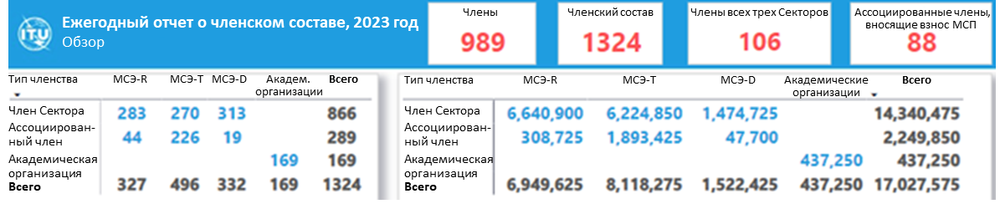 ITU
Ежегодный отчет о членском составе, 2023 год
Обзор
Члены
989
Членский состав
1324
Члены всех трех Секторов
106
Ассоциированные члены,
вносящие взнос МСП
88
Тип членства МСЭ-R МСЭ-T МСЭ-D Академ. организации Всего
Член Сектора 283 270 313 866
Ассоциирован-
ный член 44 226 19 289
Академическая
организация 169 169
Всего 327 496 332 169 1324
Тип членства МСЭ-R МСЭ-T МСЭ-D Академические организации Всего
Член Сектора 6,640,900 6,224,850 1,474,725 14,340,475
Ассоциирован-
ный член 308,725 1,893,425 47,700 2,249,850
Академическая
организация 437,250 437,250
Всего 6,949,625 8,118,275 1,522,425 437,250 17,027,575